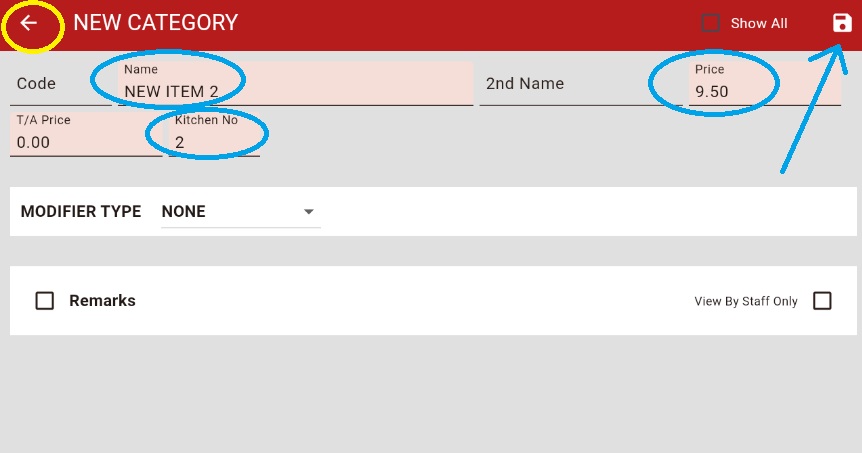 NEW CATEGORY
Show All
Code
Name
NEW ITEM 2
2nd Name
Price
9.50
T/A Price
0.00
Kitchen No
2
MODIFIER TYPE NONE
Remarks
View By Staff Only